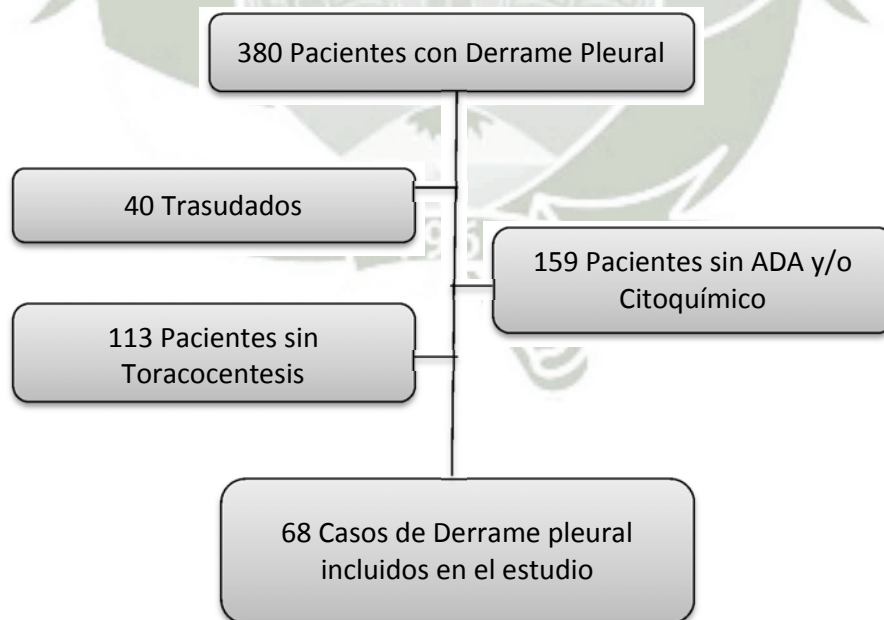 380 Pacientes con Derrame Pleural
40 Trasudados
159 Pacientes sin ADA y/o
Citoquímico
113 Pacientes sin
Toracocentesis
68 Casos de Derrame pleural
incluidos en el estudio